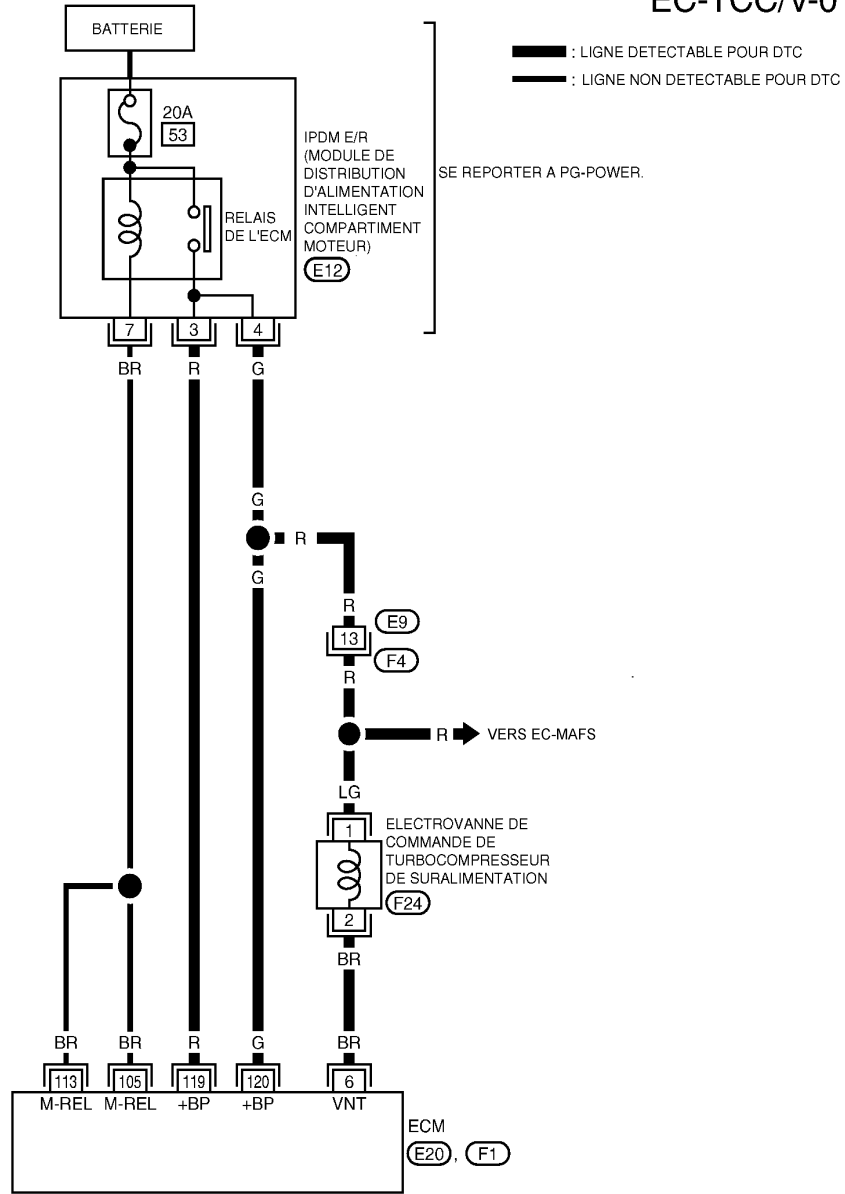 EC-TCC/V-0
BATTERIE
: LIGNE DETECTABLE POUR DTC
: LIGNE NON DETECTABLE POUR DTC
20A
53
IPDM E/R
(MODULE DE
DISTRIBUTION
D'ALIMENTATION
INTELLIGENT
COMPARTIMENT
MOTEUR)
E12
SE REPORTER A PG-POWER.
RELAIS
DE L'ECM
7 3 4
BR R G
G
R
G
R
E9
13
F4
R
R VERS EC-MAFS
LG
1
ELECTROVANNE DE
COMMANDE DE
TURBOCOMPRESSEUR
DE SURALIMENTATION
F24
2
BR
BR BR R G BR
113 105 119 120 6
M-REL M-REL +BP +BP VNT
ECM
E20, F1